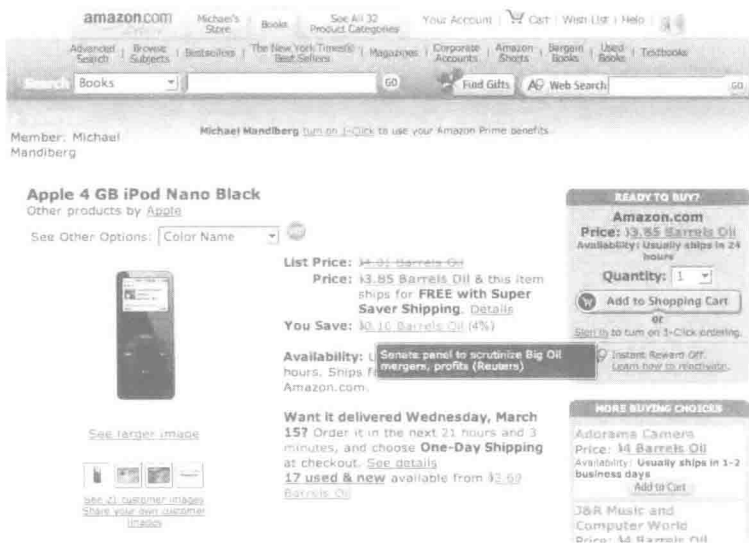 amazon.com
Michael's Store
Books
See All 32 Product Categories
Your Account | Cart | Wish List | Help |
Advanced Search | Browse Subjects | Bestsellers | The New York Times® Best Sellers | Magazines | Corporate Accounts | Amazon Shorts | Bargain Books | Used Books | Textbooks
Search Books GO Find Gifts A9 Web Search GO
Member: Michael Mandiberg
Michael Mandiberg turn on 1-Click to use your Amazon Prime benefits
Apple 4 GB iPod Nano Black
Other products by Apple
See Other Options: Color Name
List Price: Barrels Oil
Price: )3.85 Barrels Oil & this item
ships for FREE with Super
Saver Shipping. Details
You Save: )0.16 Barrels Oil (4%)
Availability: U
hours. Ships f
Amazon.com.
Senate panel to scrutinize Big Oil
mergers, profits (Reuters)
Want it delivered Wednesday, March
15? Order it in the next 21 hours and 3
minutes, and choose One-Day Shipping
at checkout. See details
17 used & new available from )3.69
Barrels Oil
See larger image
See 21 customer images
Share your own customer
images
READY TO BUY?
Amazon.com
Price: )3.85 Barrels Oil
Availability: Usually ships in 24
hours
Quantity: 1
Add to Shopping Cart
or
Sign in to turn on 1-Click ordering.
Instant Reward Off.
Learn how to reactivate.
MORE BUYING CHOICES
Adorama Camera
Price: )4 Barrels Oil
Availability: Usually ships in 1-2
business days
Add to Cart
J&R Music and
Computer World
Price: )4 Barrels Oil